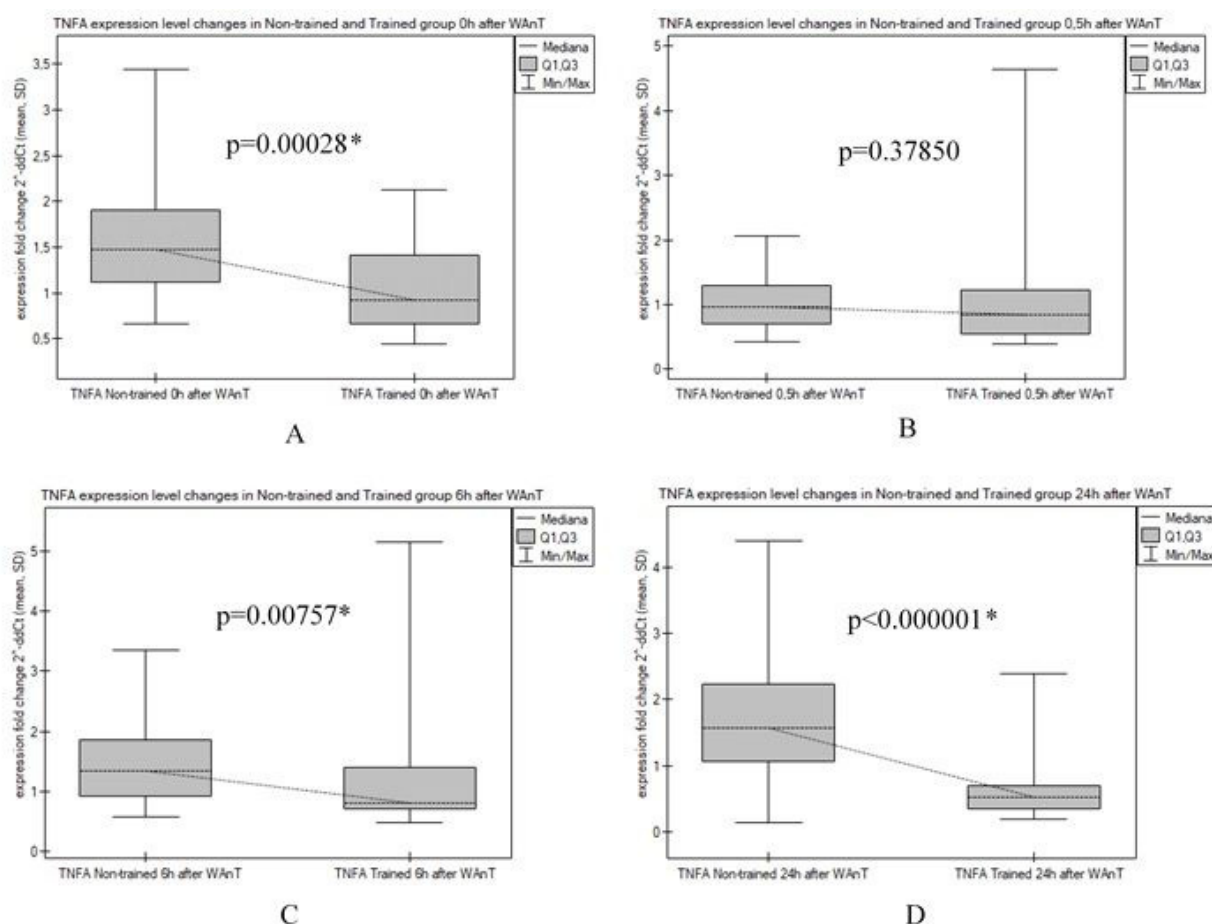 TNFA expression level changes in Non-trained and Trained group 0h after WAnT
Mediana
Q1,Q3
Min/Max
expression fold change 2^-ddCt (mean, SD)
3.5
3
2.5
2
1.5
1
0.5
p=0.00028*
TNFA Non-trained 0h after WAnT
TNFA Trained 0h after WAnT
A
TNFA expression level changes in Non-trained and Trained group 0,5h after WAnT
Mediana
Q1,Q3
Min/Max
expression fold change 2^-ddCt (mean, SD)
5
4
3
2
1
0
p=0.37850
TNFA Non-trained 0,5h after WAnT
TNFA Trained 0,5h after WAnT
B
TNFA expression level changes in Non-trained and Trained group 6h after WAnT
Mediana
Q1,Q3
Min/Max
expression fold change 2^-ddCt (mean, SD)
5
4
3
2
1
0
p=0.00757*
TNFA Non-trained 6h after WAnT
TNFA Trained 6h after WAnT
C
TNFA expression level changes in Non-trained and Trained group 24h after WAnT
Mediana
Q1,Q3
Min/Max
expression fold change 2^-ddCt (mean, SD)
4
3
2
1
0
p<0.000001*
TNFA Non-trained 24h after WAnT
TNFA Trained 24h after WAnT
D